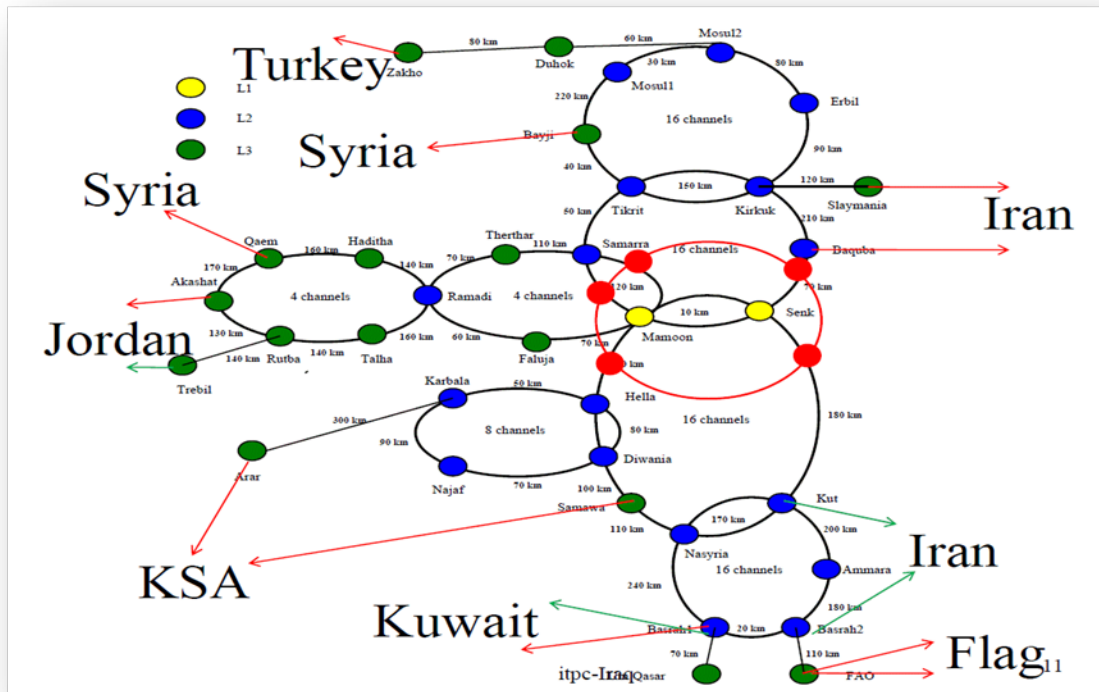 80 km
60 km
Mosul2
Turkey
Zakho
Duhok
30 km
80 km
L1
Mosul1
220 km
Erbil
L2
16 channels
Bayji
L3
Syria
90 km
40 km
150 km
120 km
Syria
Tikrit
Kirkuk
Slaymania
Iran
50 km
210 km
Qaem
160 km
Haditha
Therthar
110 km
Samarra
16 channels
Baquba
170 km
140 km
70 km
Akashat
120 km
70 km
4 channels
Ramadi
4 channels
10 km
Senk
Jordan
130 km
160 km
60 km
70 km
Mamoon
140 km
Rutba
140 km
Talha
Faluja
km
Trebil
Karbala
50 km
Hella
300 km
16 channels
180 km
90 km
8 channels
80 km
Arar
Diwania
Najaf
70 km
100 km
Samawa
Kut
110 km
170 km
200 km
Nasyria
Iran
KSA
16 channels
Ammara
240 km
Kuwait
180 km
Basrah1
20 km
Basrah2
70 km
110 km
Flag
11
itpc-Iraq
Qasar
FAO